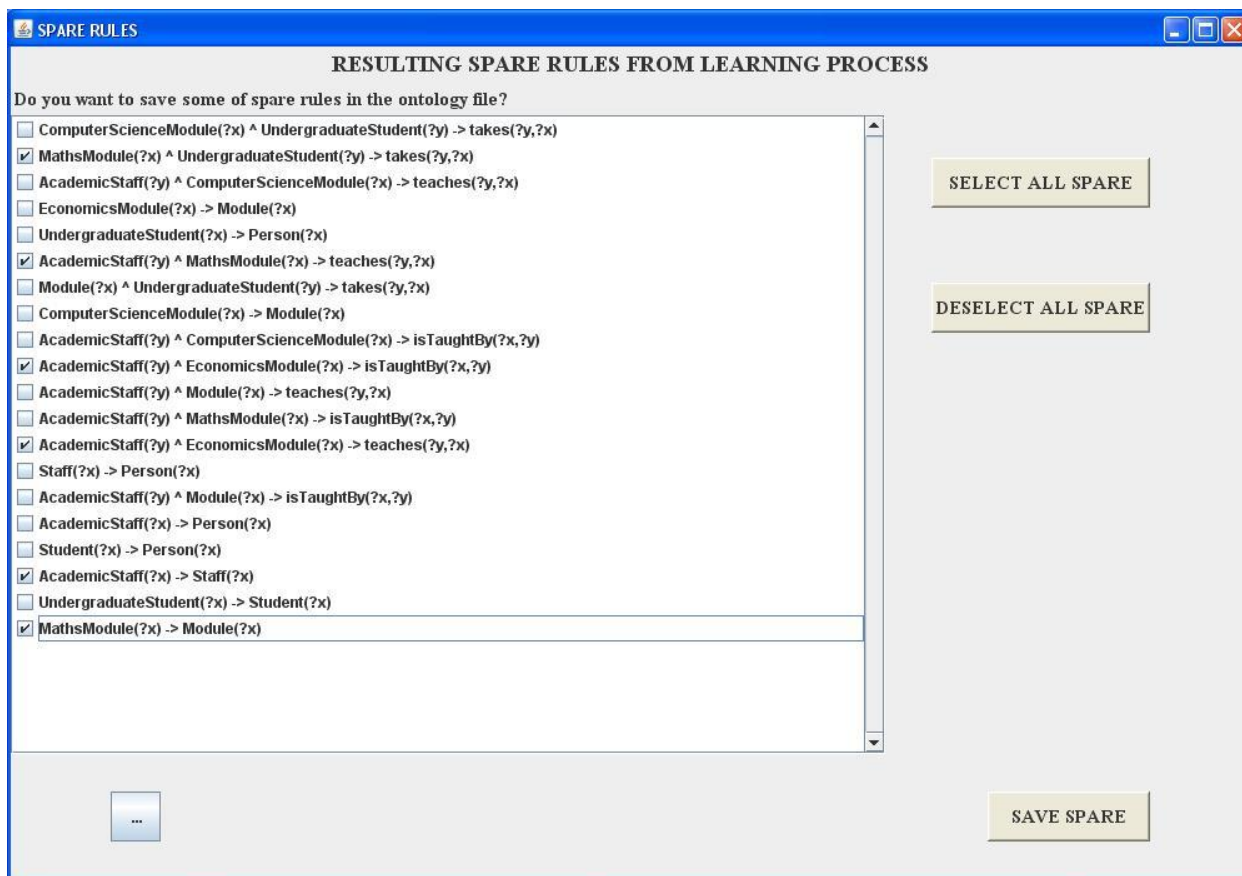 SPARE RULES
RESULTING SPARE RULES FROM LEARNING PROCESS
Do you want to save some of spare rules in the ontology file?
ComputerScienceModule(?x) ^ UndergraduateStudent(?y) -> takes(?y,?x)
MathsModule(?x) ^ UndergraduateStudent(?y) -> takes(?y,?x)
AcademicStaff(?y) ^ ComputerScienceModule(?x) -> teaches(?y,?x)
EconomicsModule(?x) -> Module(?x)
UndergraduateStudent(?x) -> Person(?x)
AcademicStaff(?y) ^ MathsModule(?x) -> teaches(?y,?x)
Module(?x) ^ UndergraduateStudent(?y) -> takes(?y,?x)
ComputerScienceModule(?x) -> Module(?x)
AcademicStaff(?y) ^ ComputerScienceModule(?x) -> isTaughtBy(?x,?y)
AcademicStaff(?y) ^ EconomicsModule(?x) -> isTaughtBy(?x,?y)
AcademicStaff(?y) ^ Module(?x) -> teaches(?y,?x)
AcademicStaff(?y) ^ MathsModule(?x) -> isTaughtBy(?x,?y)
AcademicStaff(?y) ^ EconomicsModule(?x) -> teaches(?y,?x)
Staff(?x) -> Person(?x)
AcademicStaff(?y) ^ Module(?x) -> isTaughtBy(?x,?y)
AcademicStaff(?x) -> Person(?x)
Student(?x) -> Person(?x)
AcademicStaff(?x) -> Staff(?x)
UndergraduateStudent(?x) -> Student(?x)
MathsModule(?x) -> Module(?x)
SELECT ALL SPARE
DESELECT ALL SPARE
...
SAVE SPARE